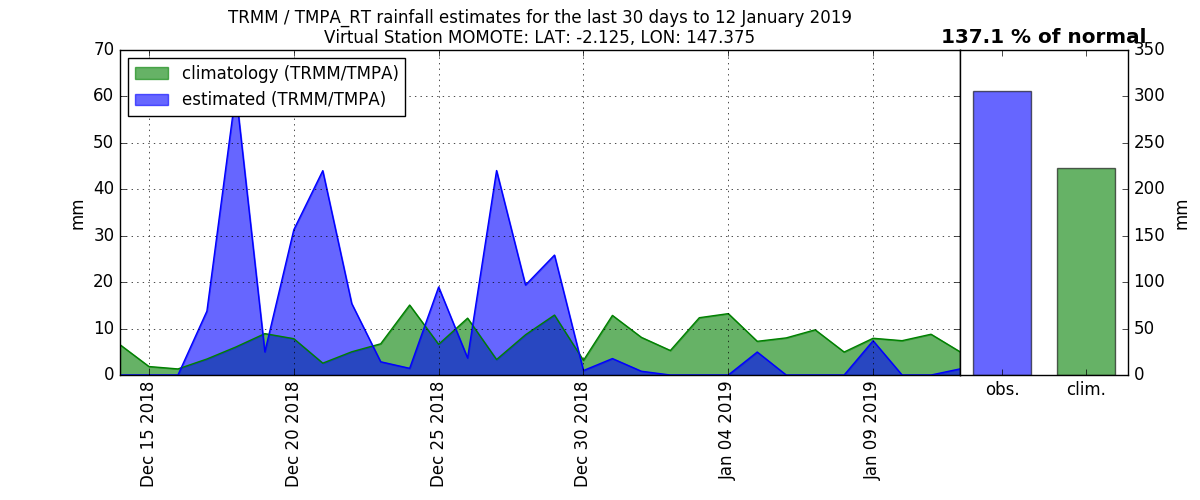 TRMM / TMPA_RT rainfall estimates for the last 30 days to 12 January 2019
Virtual Station MOMOTE: LAT: -2.125, LON: 147.375
137.1 % of normal
climatology (TRMM/TMPA)
estimated (TRMM/TMPA)
70
60
50
40
30
20
10
0
mm
Dec 15 2018
Dec 20 2018
Dec 25 2018
Dec 30 2018
Jan 04 2019
Jan 09 2019
obs.
clim.
350
300
250
200
150
100
50
0
mm